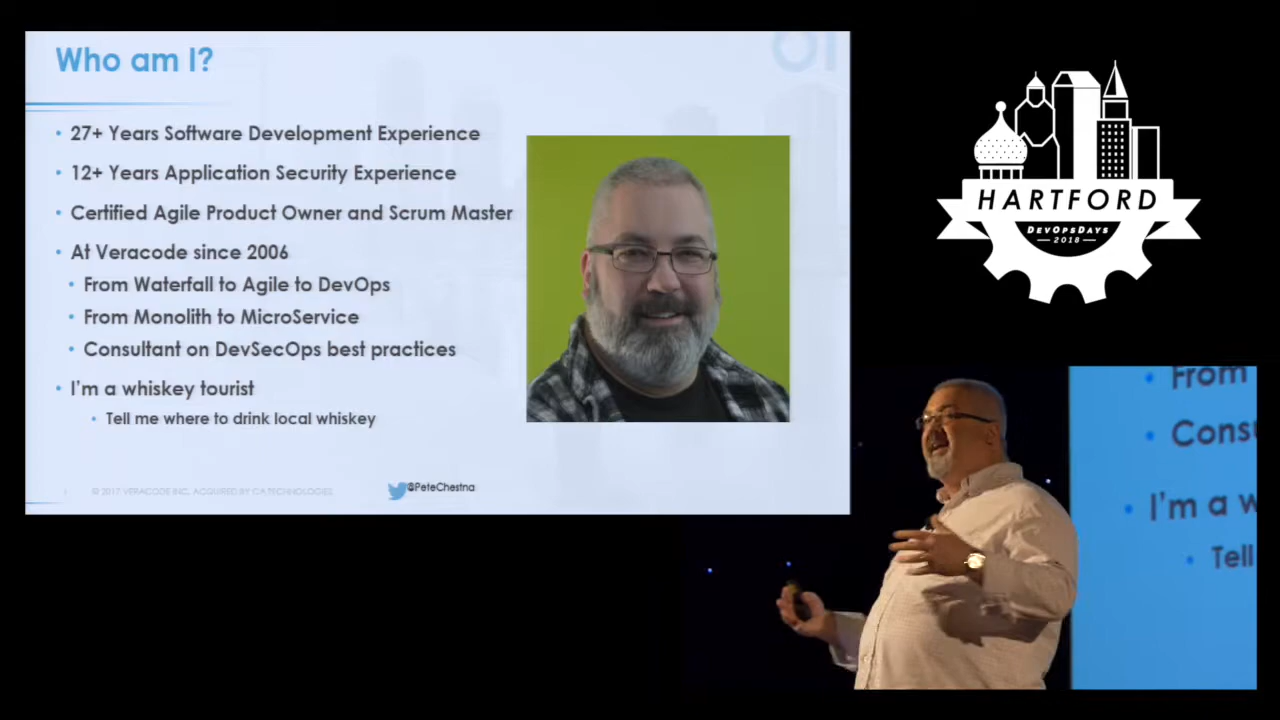 Who am I?
27+ Years Software Development Experience
12+ Years Application Security Experience
Certified Agile Product Owner and Scrum Master
At Veracode since 2006
From Waterfall to Agile to DevOps
From Monolith to MicroService
Consultant on DevSecOps best practices
I'm a whiskey tourist
Tell me where to drink local whiskey
© 2017 VERACODE INC. ACQUIRED BY CA TECHNOLOGIES
@PeteChestna
HARTFORD
DEVOPSDAYS
2018
From
Consu
I'm a w
Tell